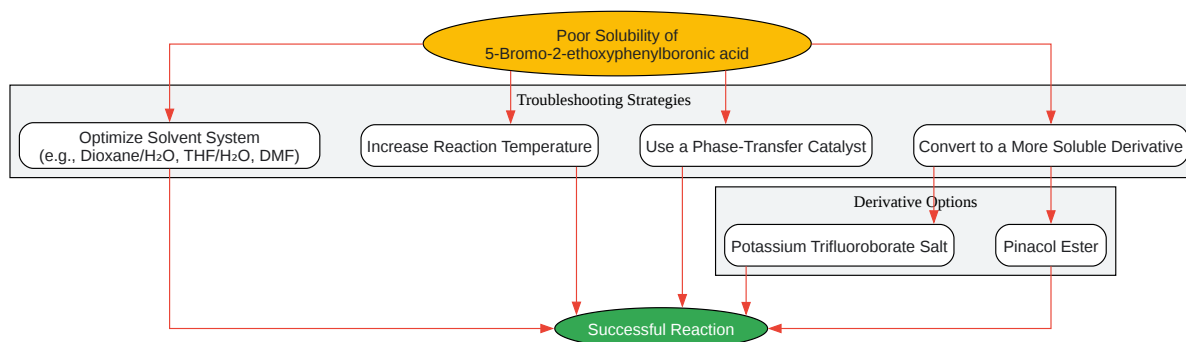 Poor Solubility of
5-Bromo-2-ethoxyphenylboronic acid
Troubleshooting Strategies
Optimize Solvent System
(e.g., Dioxane/H₂O, THF/H₂O, DMF)
Increase Reaction Temperature
Use a Phase-Transfer Catalyst
Convert to a More Soluble Derivative
Derivative Options
Potassium Trifluoroborate Salt
Pinacol Ester
Successful Reaction